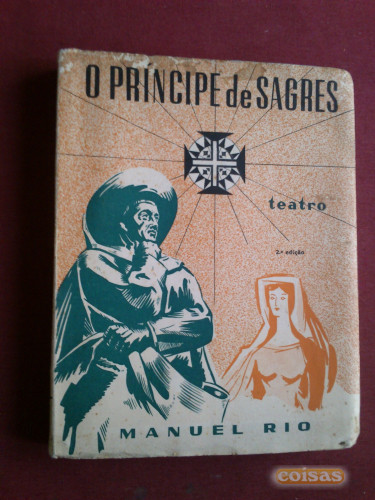 O PRINCIPE de SAGRES
teatro
2.ª edição
MANUEL RIO
coisas